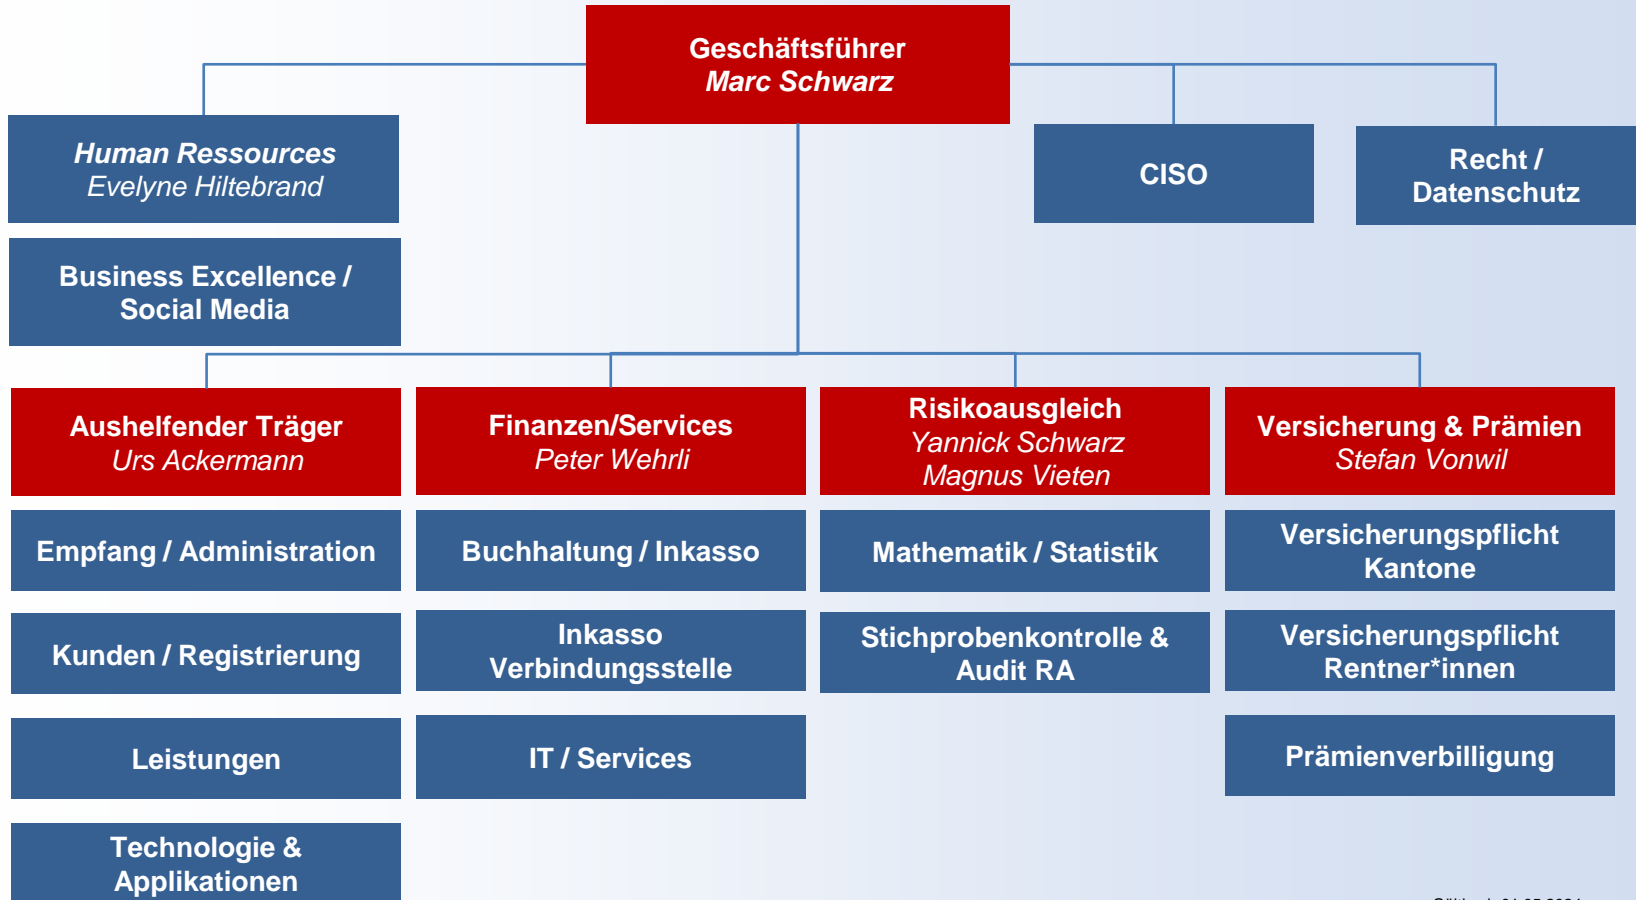 Geschäftsführer
Marc Schwarz
Human Ressources
Evelyne Hiltebrand
CISO
Recht /
Datenschutz
Business Excellence /
Social Media
Aushelfender Träger
Urs Ackermann
Finanzen/Services
Peter Wehrli
Risikoausgleich
Yannick Schwarz
Magnus Vieten
Versicherung & Prämien
Stefan Vonwil
Empfang / Administration
Buchhaltung / Inkasso
Mathematik / Statistik
Versicherungspflicht
Kantone
Kunden / Registrierung
Inkasso
Verbindungsstelle
Stichprobenkontrolle &
Audit RA
Versicherungspflicht
Rentner*innen
Leistungen
IT / Services
Prämienverbilligung
Technologie &
Applikationen